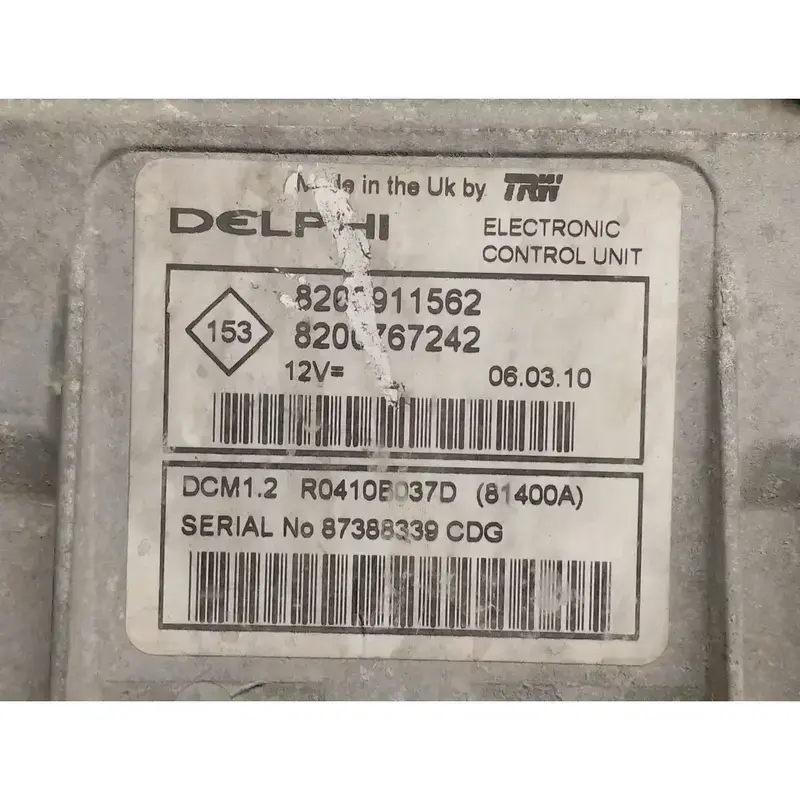 Made in the Uk by TRW
DELPHI
ELECTRONIC
CONTROL UNIT
153
8200911562
8200767242
12V=
06.03.10
DCM1.2 R0410B037D (81400A)
SERIAL No 87388339 CDG